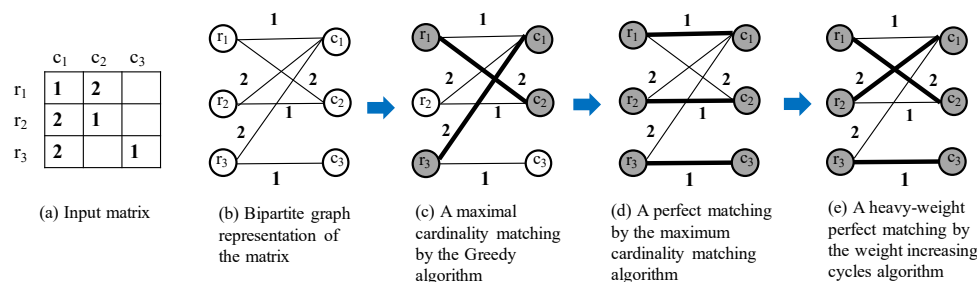 c1 c2 c3
r1 1 2
r2 2 1
r3 2 1
(a) Input matrix
1
r1 c1
2 2
r2 c2
1
2
r3 c3
1
(b) Bipartite graph
representation of
the matrix
1
r1 c1
2 2
r2 c2
1
2
r3 c3
1
(c) A maximal
cardinality matching
by the Greedy
algorithm
1
r1 c1
2 2
r2 c2
1
2
r3 c3
1
(d) A perfect matching
by the maximum
cardinality matching
algorithm
1
r1 c1
2 2
r2 c2
1
2
r3 c3
1
(e) A heavy-weight
perfect matching by
the weight increasing
cycles algorithm